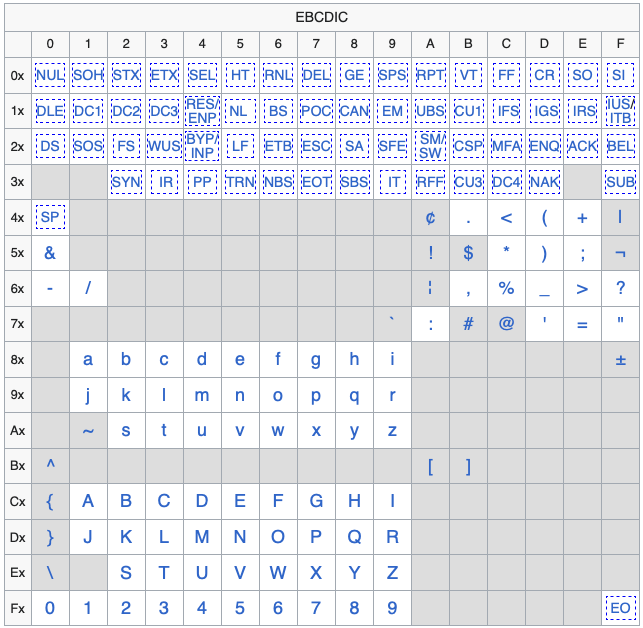 EBCDIC
0 1 2 3 4 5 6 7 8 9 A B C D E F
0x NUL SOH STX ETX SEL HT RNL DEL GE SPS RPT VT FF CR SO SI
1x DLE DC1 DC2 DC3 RES/ENP NL BS POC CAN EM UBS CU1 IFS IGS IRS IUS/ITB
2x DS SOS FS WUS BYP/INP LF ETB ESC SA SFE SM/SW CSP MFA ENQ ACK BEL
3x SYN IR PP TRN NBS EOT SBS IT RFF CU3 DC4 NAK SUB
4x SP ¢ . < ( + |
5x & ! $ * ) ; ¬
6x - / ¦ , % _ > ?
7x ` : # @ ' = "
8x a b c d e f g h i ±
9x j k l m n o p q r
Ax ~ s t u v w x y z
Bx ^ [ ]
Cx { A B C D E F G H I
Dx } J K L M N O P Q R
Ex \ S T U V W X Y Z
Fx 0 1 2 3 4 5 6 7 8 9 EO